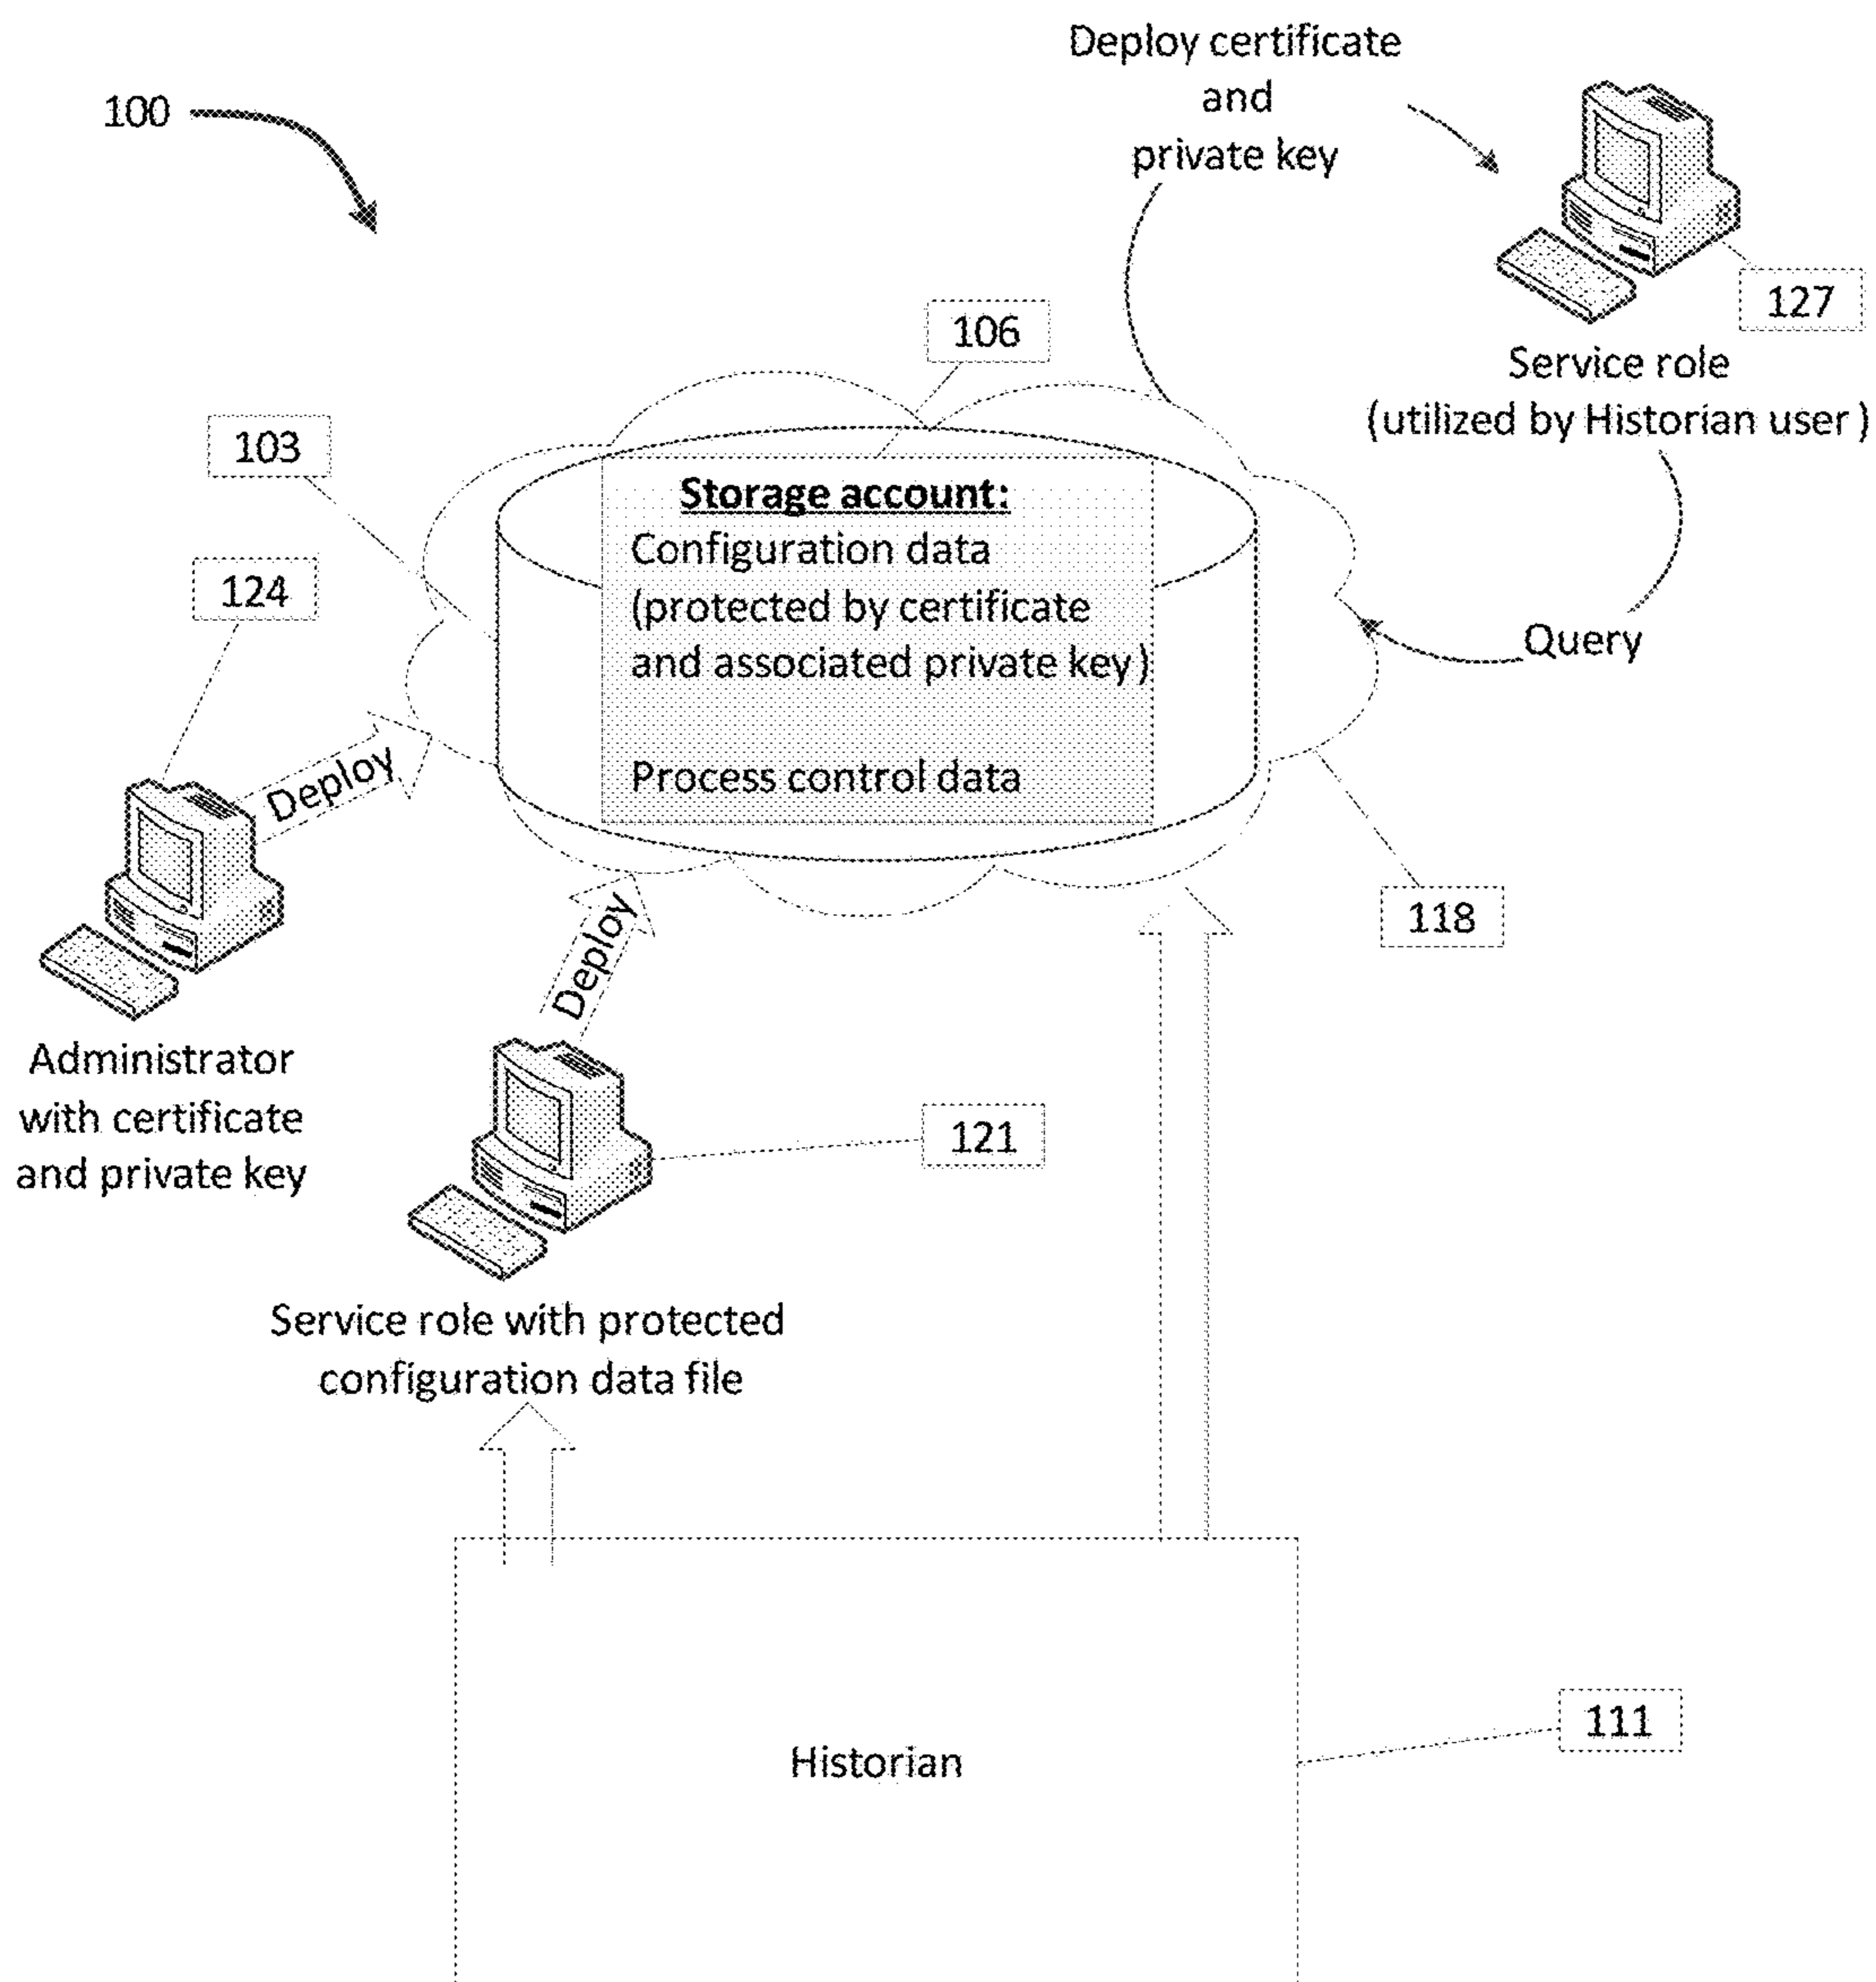 Deploy certificate
and
private key
100
127
106
Service role
(utilized by Historian user)
103
Storage account:
Configuration data
(protected by certificate
and associated private key)
Process control data
124
Query
Deploy
118
Deploy
Administrator
with certificate
and private key
121
Service role with protected
configuration data file
111
Historian